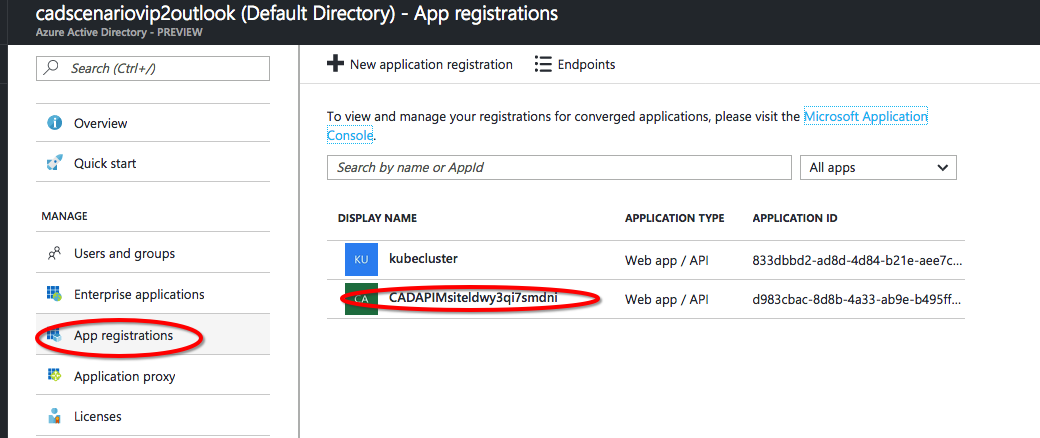 cadscenariovip2outlook (Default Directory) - App registrations
Azure Active Directory - PREVIEW
Search (Ctrl+/)
Overview
Quick start
MANAGE
Users and groups
Enterprise applications
App registrations
Application proxy
Licenses
New application registration
Endpoints
To view and manage your registrations for converged applications, please visit the Microsoft Application
Console.
Search by name or AppId
All apps
DISPLAY NAME APPLICATION TYPE APPLICATION ID
KU kubecluster Web app / API 833dbbd2-ad8d-4d84-b21e-aee7c...
CA CADAPIMsiteldwy3qi7smdni Web app / API d983cbac-8d8b-4a33-ab9e-b495ff...